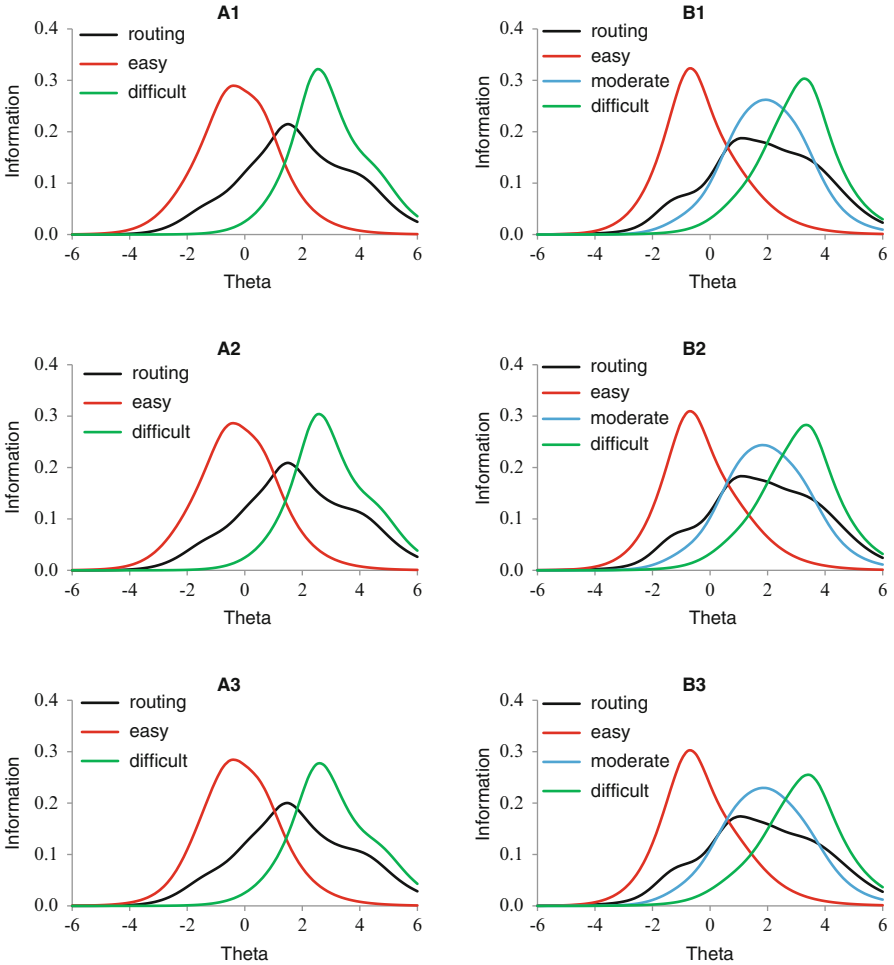 A1
0.4
routing
easy
0.3
difficult
0.2
0.1
0.0
Information
-6 -4 -2 0 2 4 6
Theta
B1
0.4
routing
easy
0.3
moderate
difficult
0.2
0.1
0.0
Information
-6 -4 -2 0 2 4 6
Theta
A2
0.4
routing
easy
0.3
difficult
0.2
0.1
0.0
Information
-6 -4 -2 0 2 4 6
Theta
B2
0.4
routing
easy
0.3
moderate
difficult
0.2
0.1
0.0
Information
-6 -4 -2 0 2 4 6
Theta
A3
0.4
routing
easy
0.3
difficult
0.2
0.1
0.0
Information
-6 -4 -2 0 2 4 6
Theta
B3
0.4
routing
easy
0.3
moderate
difficult
0.2
0.1
0.0
Information
-6 -4 -2 0 2 4 6
Theta